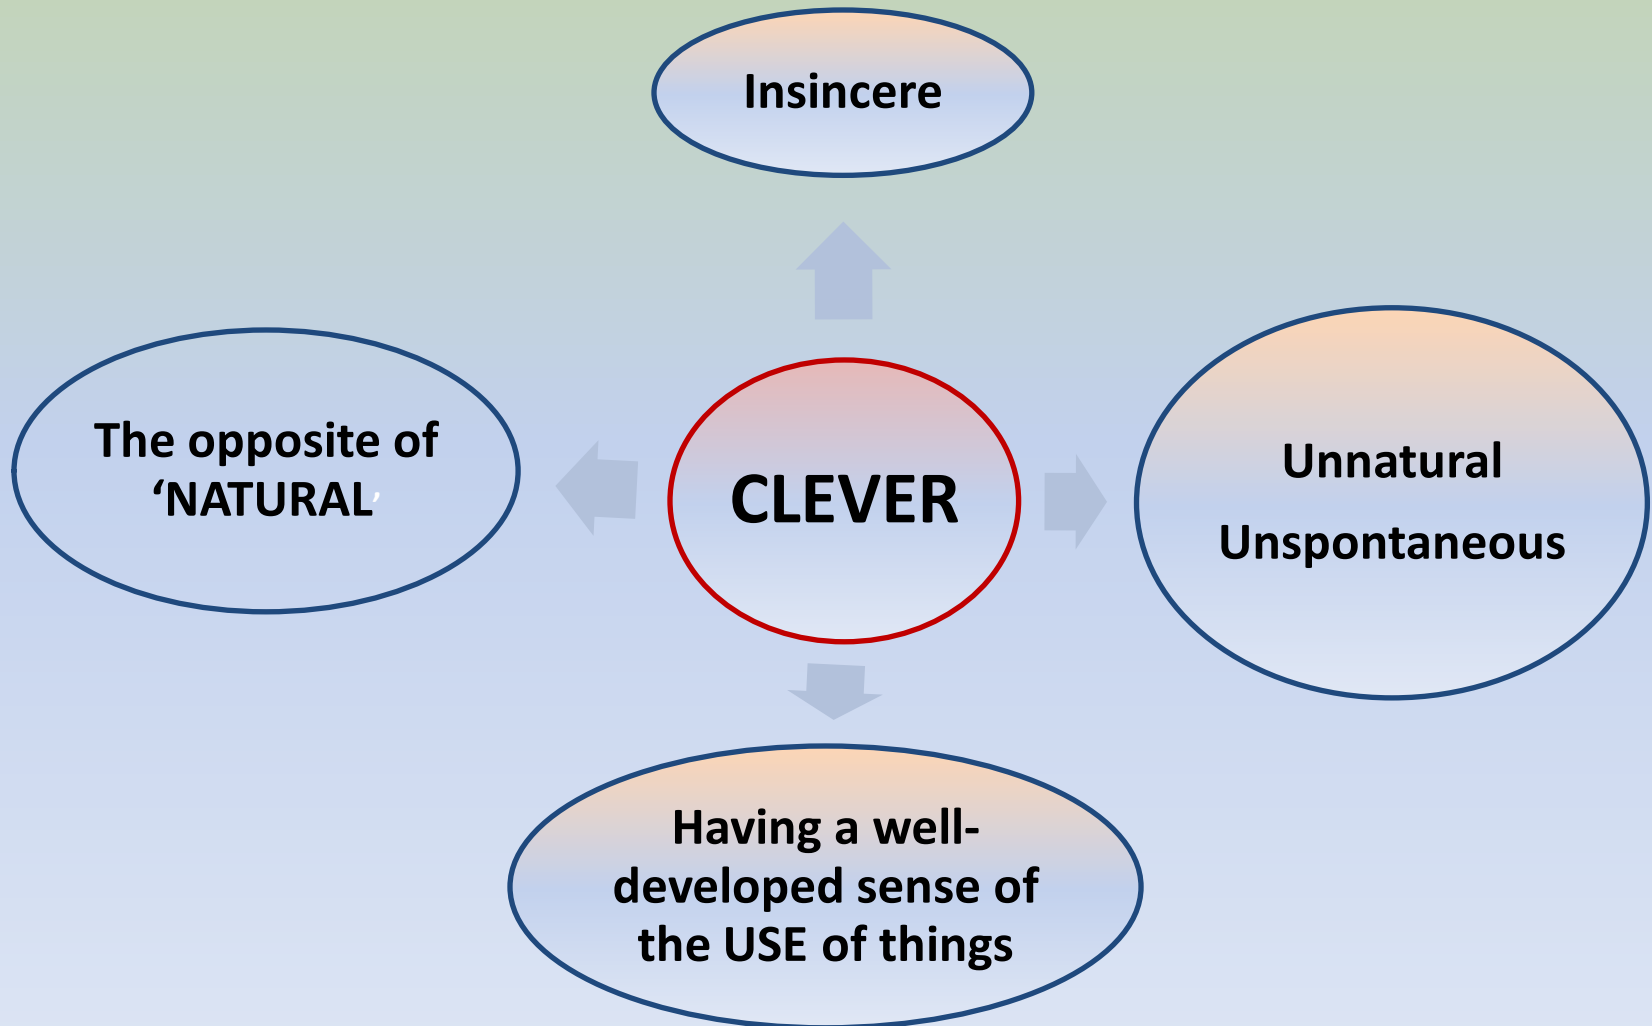 Insincere
The opposite of
‘NATURAL’
CLEVER
Unnatural
Unspontaneous
Having a well-
developed sense of
the USE of things